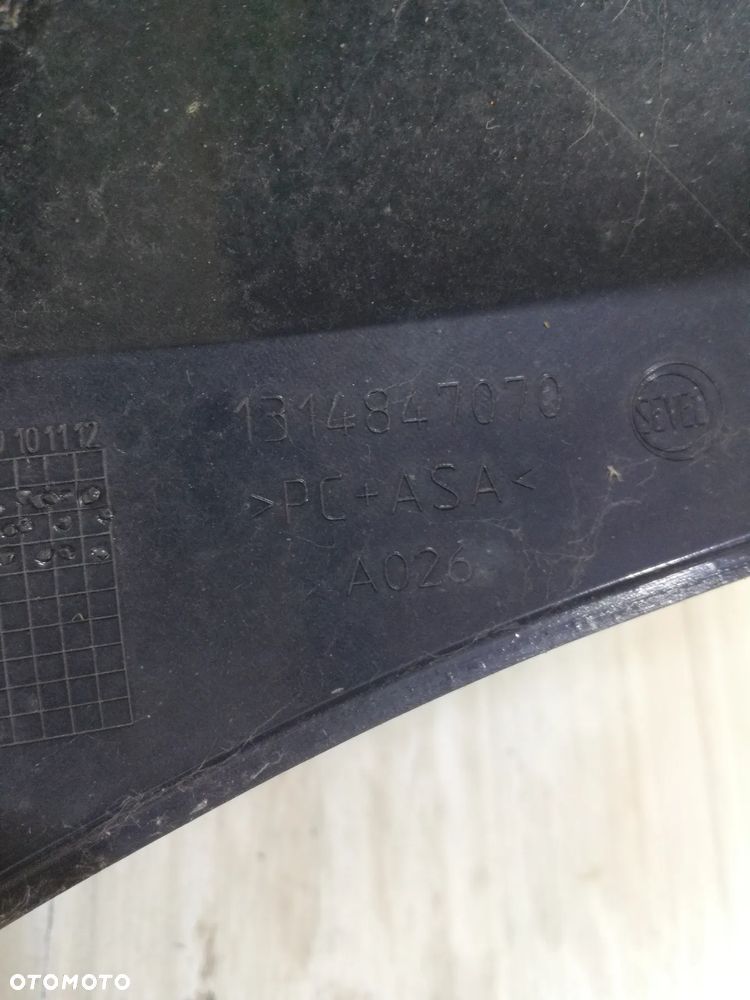 1314847070
SEVEL
10 11 12
>PC+ASA<
A026
OTOMOTO